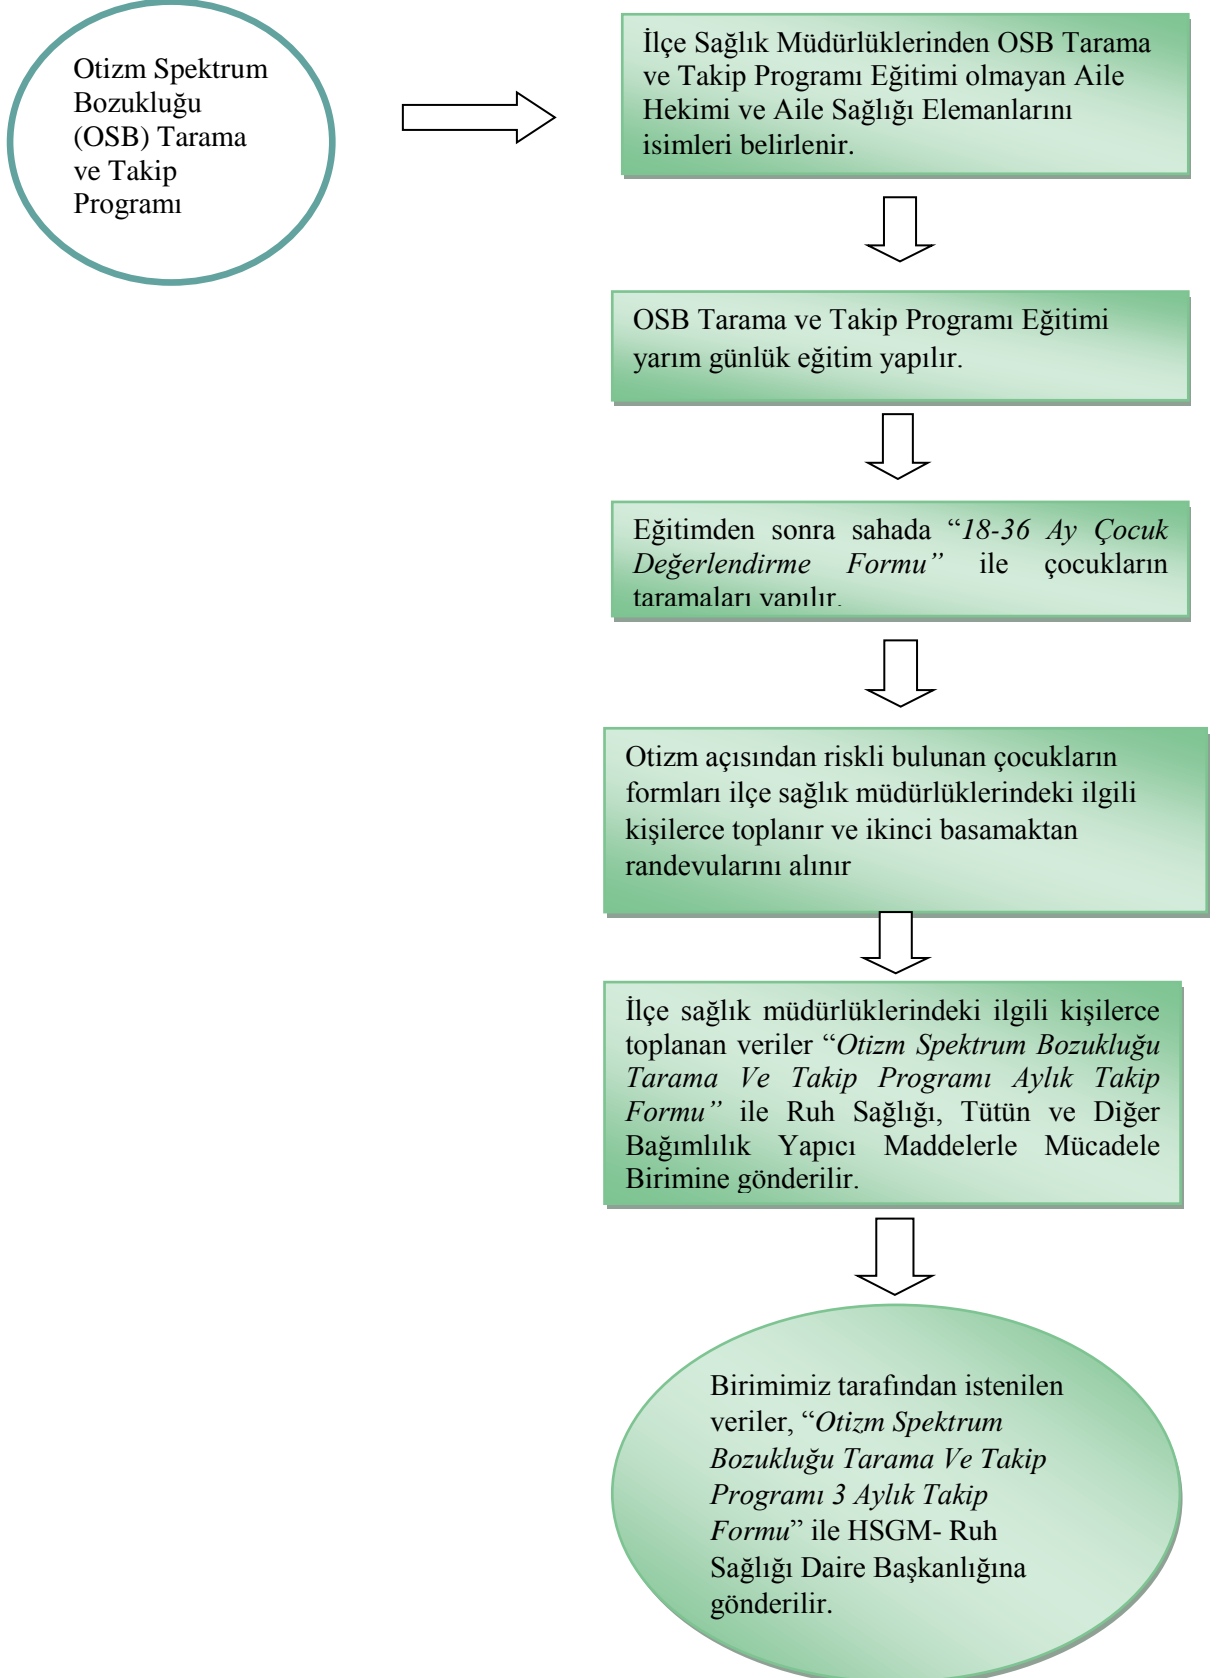 Otizm Spektrum
Bozukluğu
(OSB) Tarama
ve Takip
Programı
İlçe Sağlık Müdürlüklerinden OSB Tarama
ve Takip Programı Eğitimi olmayan Aile
Hekimi ve Aile Sağlığı Elemanlarını
isimleri belirlenir.
OSB Tarama ve Takip Programı Eğitimi
yarım günlük eğitim yapılır.
Eğitimden sonra sahada “18-36 Ay Çocuk
Değerlendirme Formu” ile çocukların
taramaları yapılır.
Otizm açısından riskli bulunan çocukların
formları ilçe sağlık müdürlüklerindeki ilgili
kişilerce toplanır ve ikinci basamaktan
randevularını alınır
İlçe sağlık müdürlüklerindeki ilgili kişilerce
toplanan veriler “Otizm Spektrum Bozukluğu
Tarama Ve Takip Programı Aylık Takip
Formu” ile Ruh Sağlığı, Tütün ve Diğer
Bağımlılık Yapıcı Maddelerle Mücadele
Birimine gönderilir.
Birimimiz tarafından istenilen
veriler, “Otizm Spektrum
Bozukluğu Tarama Ve Takip
Programı 3 Aylık Takip
Formu” ile HSGM- Ruh
Sağlığı Daire Başkanlığına
gönderilir.